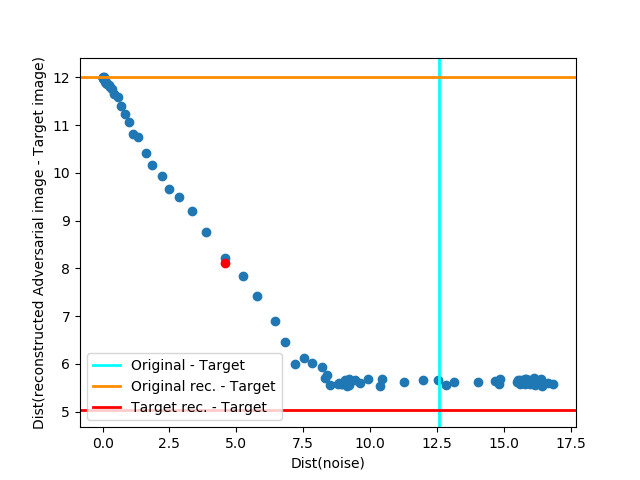 Dist(reconstructed Adversarial image - Target image)
12
11
10
9
8
7
6
5
Original - Target
Original rec. - Target
Target rec. - Target
0.0 2.5 5.0 7.5 10.0 12.5 15.0 17.5
Dist(noise)